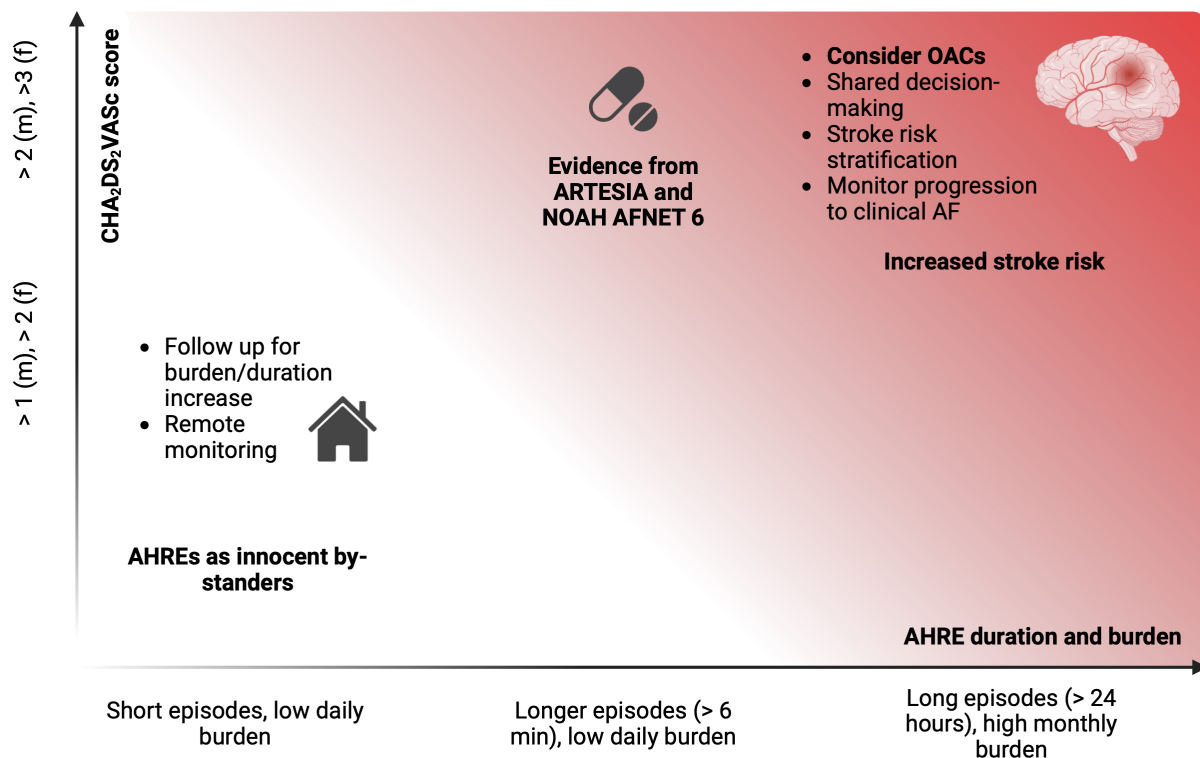 CHA₂DS₂VASc score
> 2 (m), >3 (f)
> 1 (m), > 2 (f)
Evidence from
ARTESIA and
NOAH AFNET 6
• Consider OACs
• Shared decision-
making
• Stroke risk
stratification
• Monitor progression
to clinical AF
Increased stroke risk
• Follow up for
burden/duration
increase
• Remote
monitoring
AHREs as innocent by-
standers
AHRE duration and burden
Short episodes, low daily
burden
Longer episodes (> 6
min), low daily burden
Long episodes (> 24
hours), high monthly
burden